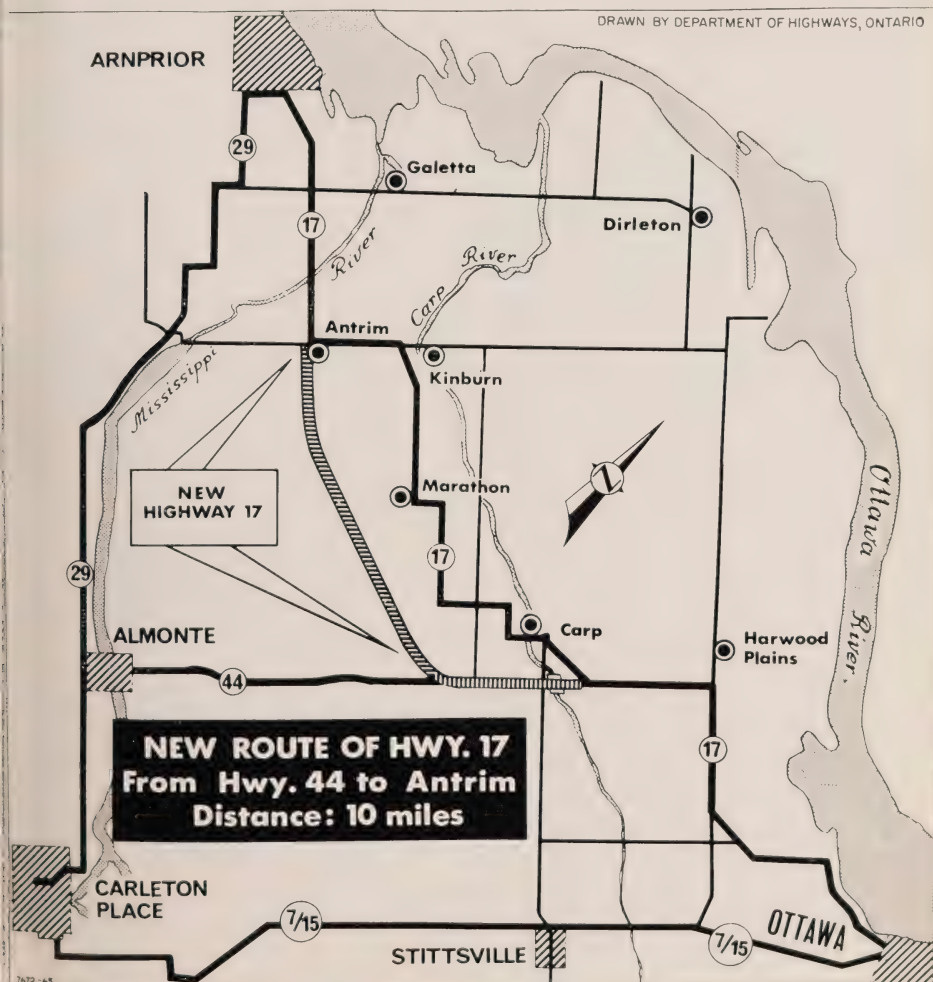 DRAWN BY DEPARTMENT OF HIGHWAYS, ONTARIO
ARNPRIOR
29
Galetta
17
Dirleton
River
River
Carp
Antrim
Kinburn
Mississippi
N
NEW
HIGHWAY 17
Marathon
Ottawa
River.
17
29
Carp
ALMONTE
Harwood
Plains
44
NEW ROUTE OF HWY. 17
From Hwy. 44 to Antrim
Distance: 10 miles
17
CARLETON
PLACE
7/15
OTTAWA
STITTSVILLE
7/15
7672-65